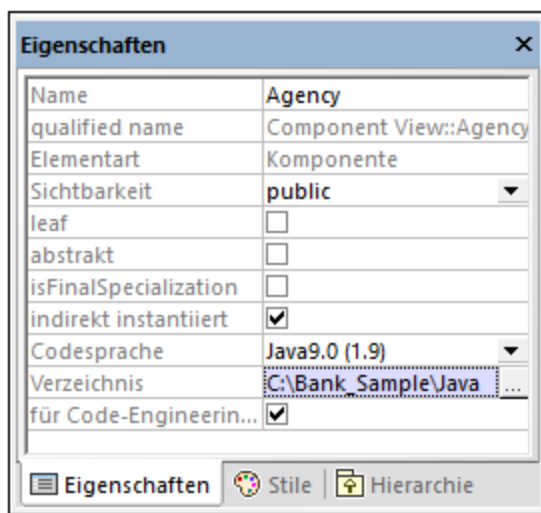 Eigenschaften
Name Agency
qualified name Component View::Agency
Elementart Komponente
Sichtbarkeit public
leaf
abstrakt
isFinalSpecialization
indirekt instantiiert
Codesprache Java9.0 (1.9)
Verzeichnis C:\Bank_Sample\Java ...
für Code-Engineerin...
Eigenschaften Stile Hierarchie